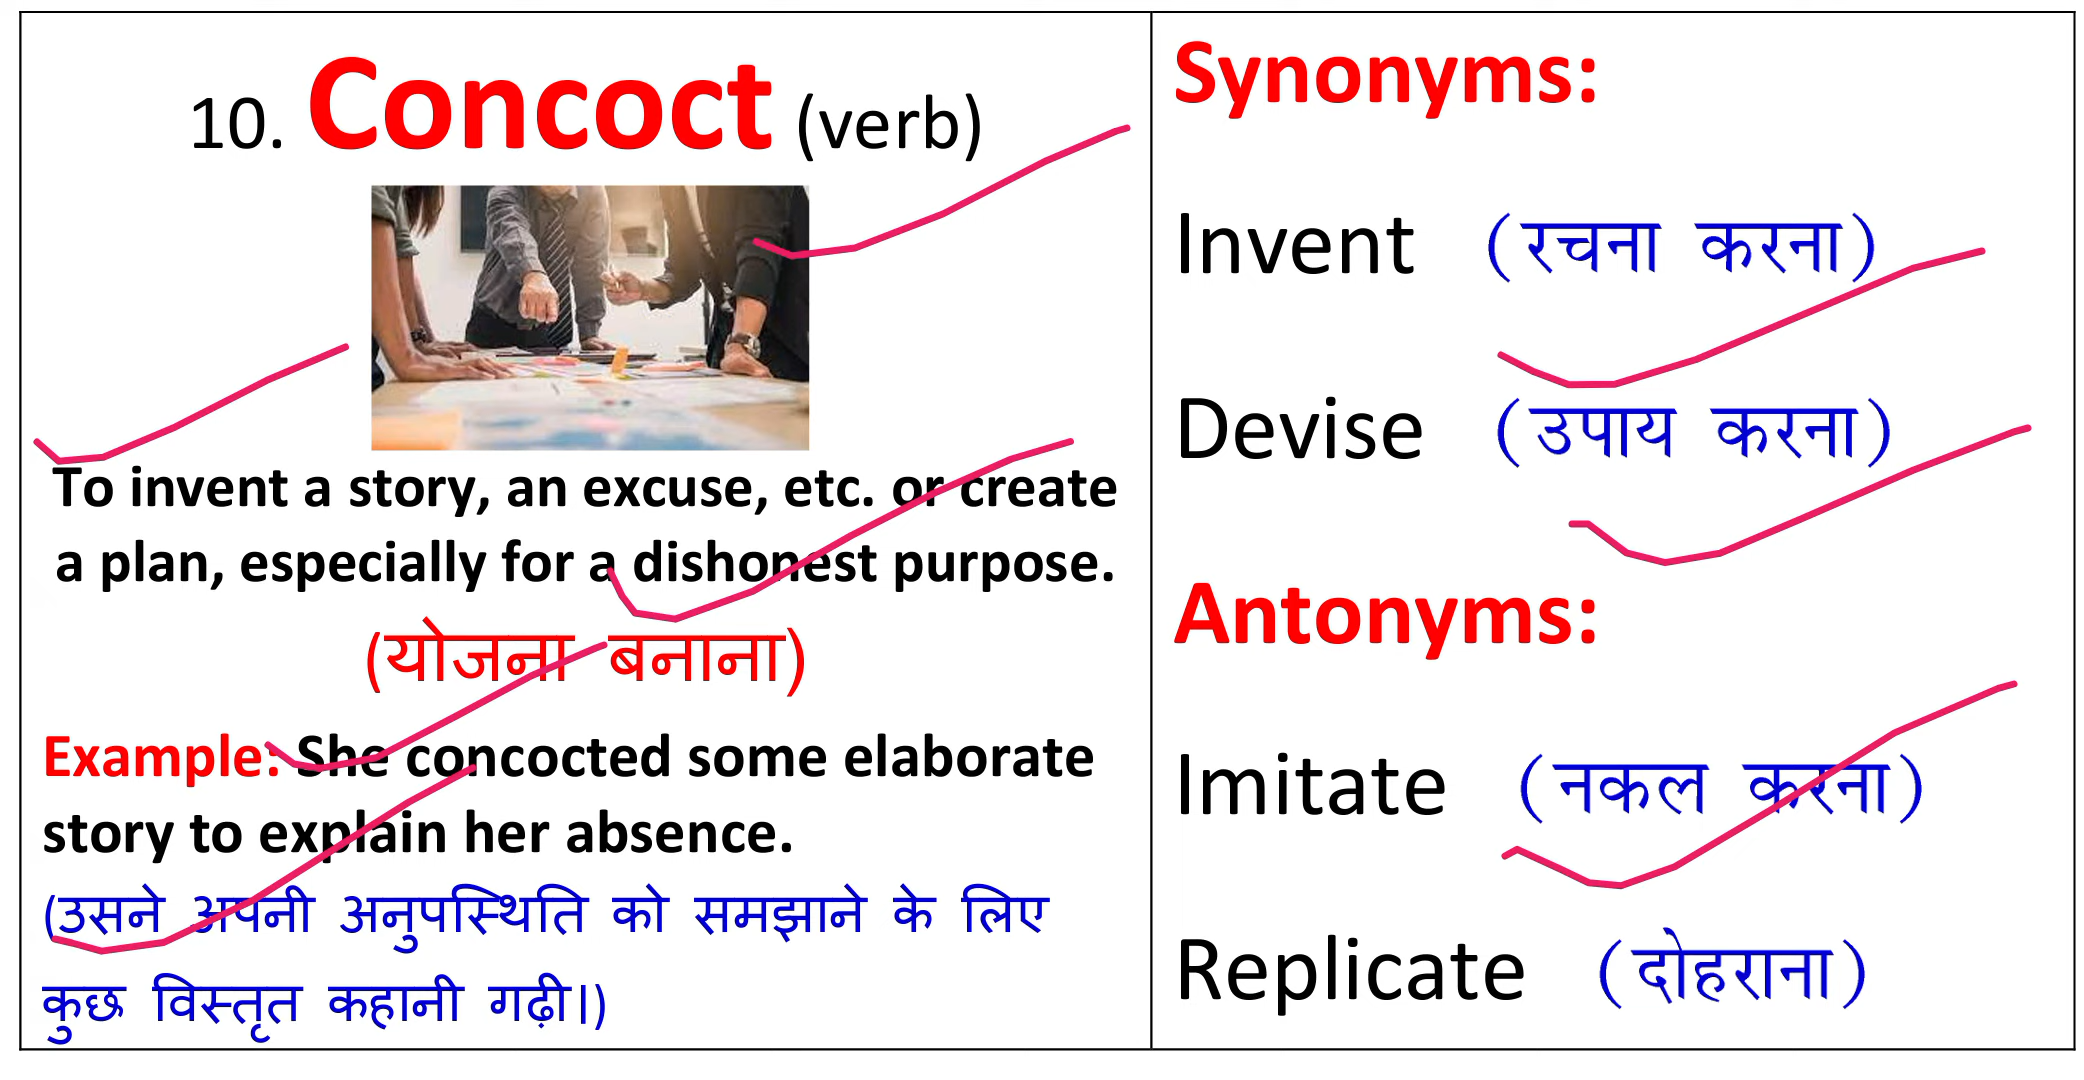 10. Concoct (verb)
To invent a story, an excuse, etc. or create
a plan, especially for a dishonest purpose.
(योजना बनाना)
Example: She concocted some elaborate
story to explain her absence.
(उसने अपनी अनुपस्थिति को समझाने के लिए
कुछ विस्तृत कहानी गढ़ी।)
Synonyms:
Invent (रचना करना)
Devise (उपाय करना)
Antonyms:
Imitate (नकल करना)
Replicate (दोहराना)